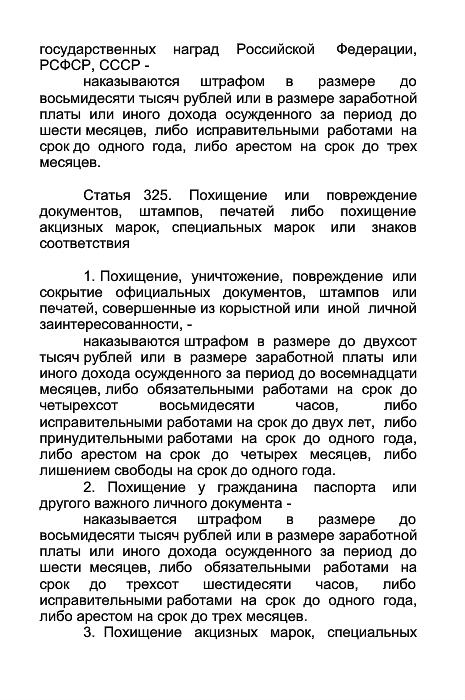 государственных наград Российской Федерации,
РСФСР, СССР -
наказываются штрафом в размере до
восьмидесяти тысяч рублей или в размере заработной
платы или иного дохода осужденного за период до
шести месяцев, либо исправительными работами на
срок до одного года, либо арестом на срок до трех
месяцев.
Статья 325. Похищение или повреждение
документов, штампов, печатей либо похищение
акцизных марок, специальных марок или знаков
соответствия
1. Похищение, уничтожение, повреждение или
сокрытие официальных документов, штампов или
печатей, совершенные из корыстной или иной личной
заинтересованности, -
наказываются штрафом в размере до двухсот
тысяч рублей или в размере заработной платы или
иного дохода осужденного за период до восемнадцати
месяцев, либо обязательными работами на срок до
четырехсот восьмидесяти часов, либо
исправительными работами на срок до двух лет, либо
принудительными работами на срок до одного года,
либо арестом на срок до четырех месяцев, либо
лишением свободы на срок до одного года.
2. Похищение у гражданина паспорта или
другого важного личного документа -
наказывается штрафом в размере до
восьмидесяти тысяч рублей или в размере заработной
платы или иного дохода осужденного за период до
шести месяцев, либо обязательными работами на
срок до трехсот шестидесяти часов, либо
исправительными работами на срок до одного года,
либо арестом на срок до трех месяцев.
3. Похищение акцизных марок, специальных